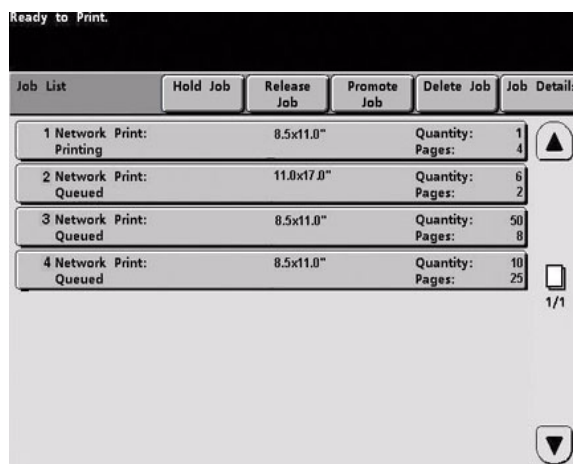 Ready to Print.
Job List
Hold Job
Release
Job
Promote
Job
Delete Job
Job Detail
1 Network Print: 8.5x11.0" Quantity: 1
Printing Pages: 4
2 Network Print: 11.0x17.0" Quantity: 6
Queued Pages: 2
3 Network Print: 8.5x11.0" Quantity: 50
Queued Pages: 8
4 Network Print: 8.5x11.0" Quantity: 10
Queued Pages: 25
1/1